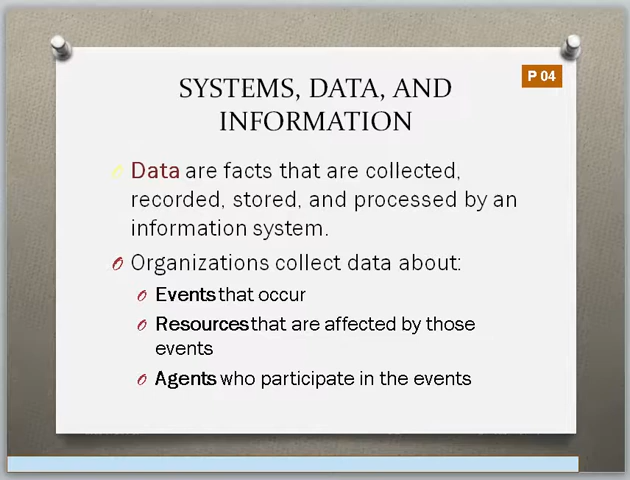 P 04
SYSTEMS, DATA, AND
INFORMATION
Data are facts that are collected,
recorded, stored, and processed by an
information system.
Organizations collect data about:
Events that occur
Resources that are affected by those
events
Agents who participate in the events